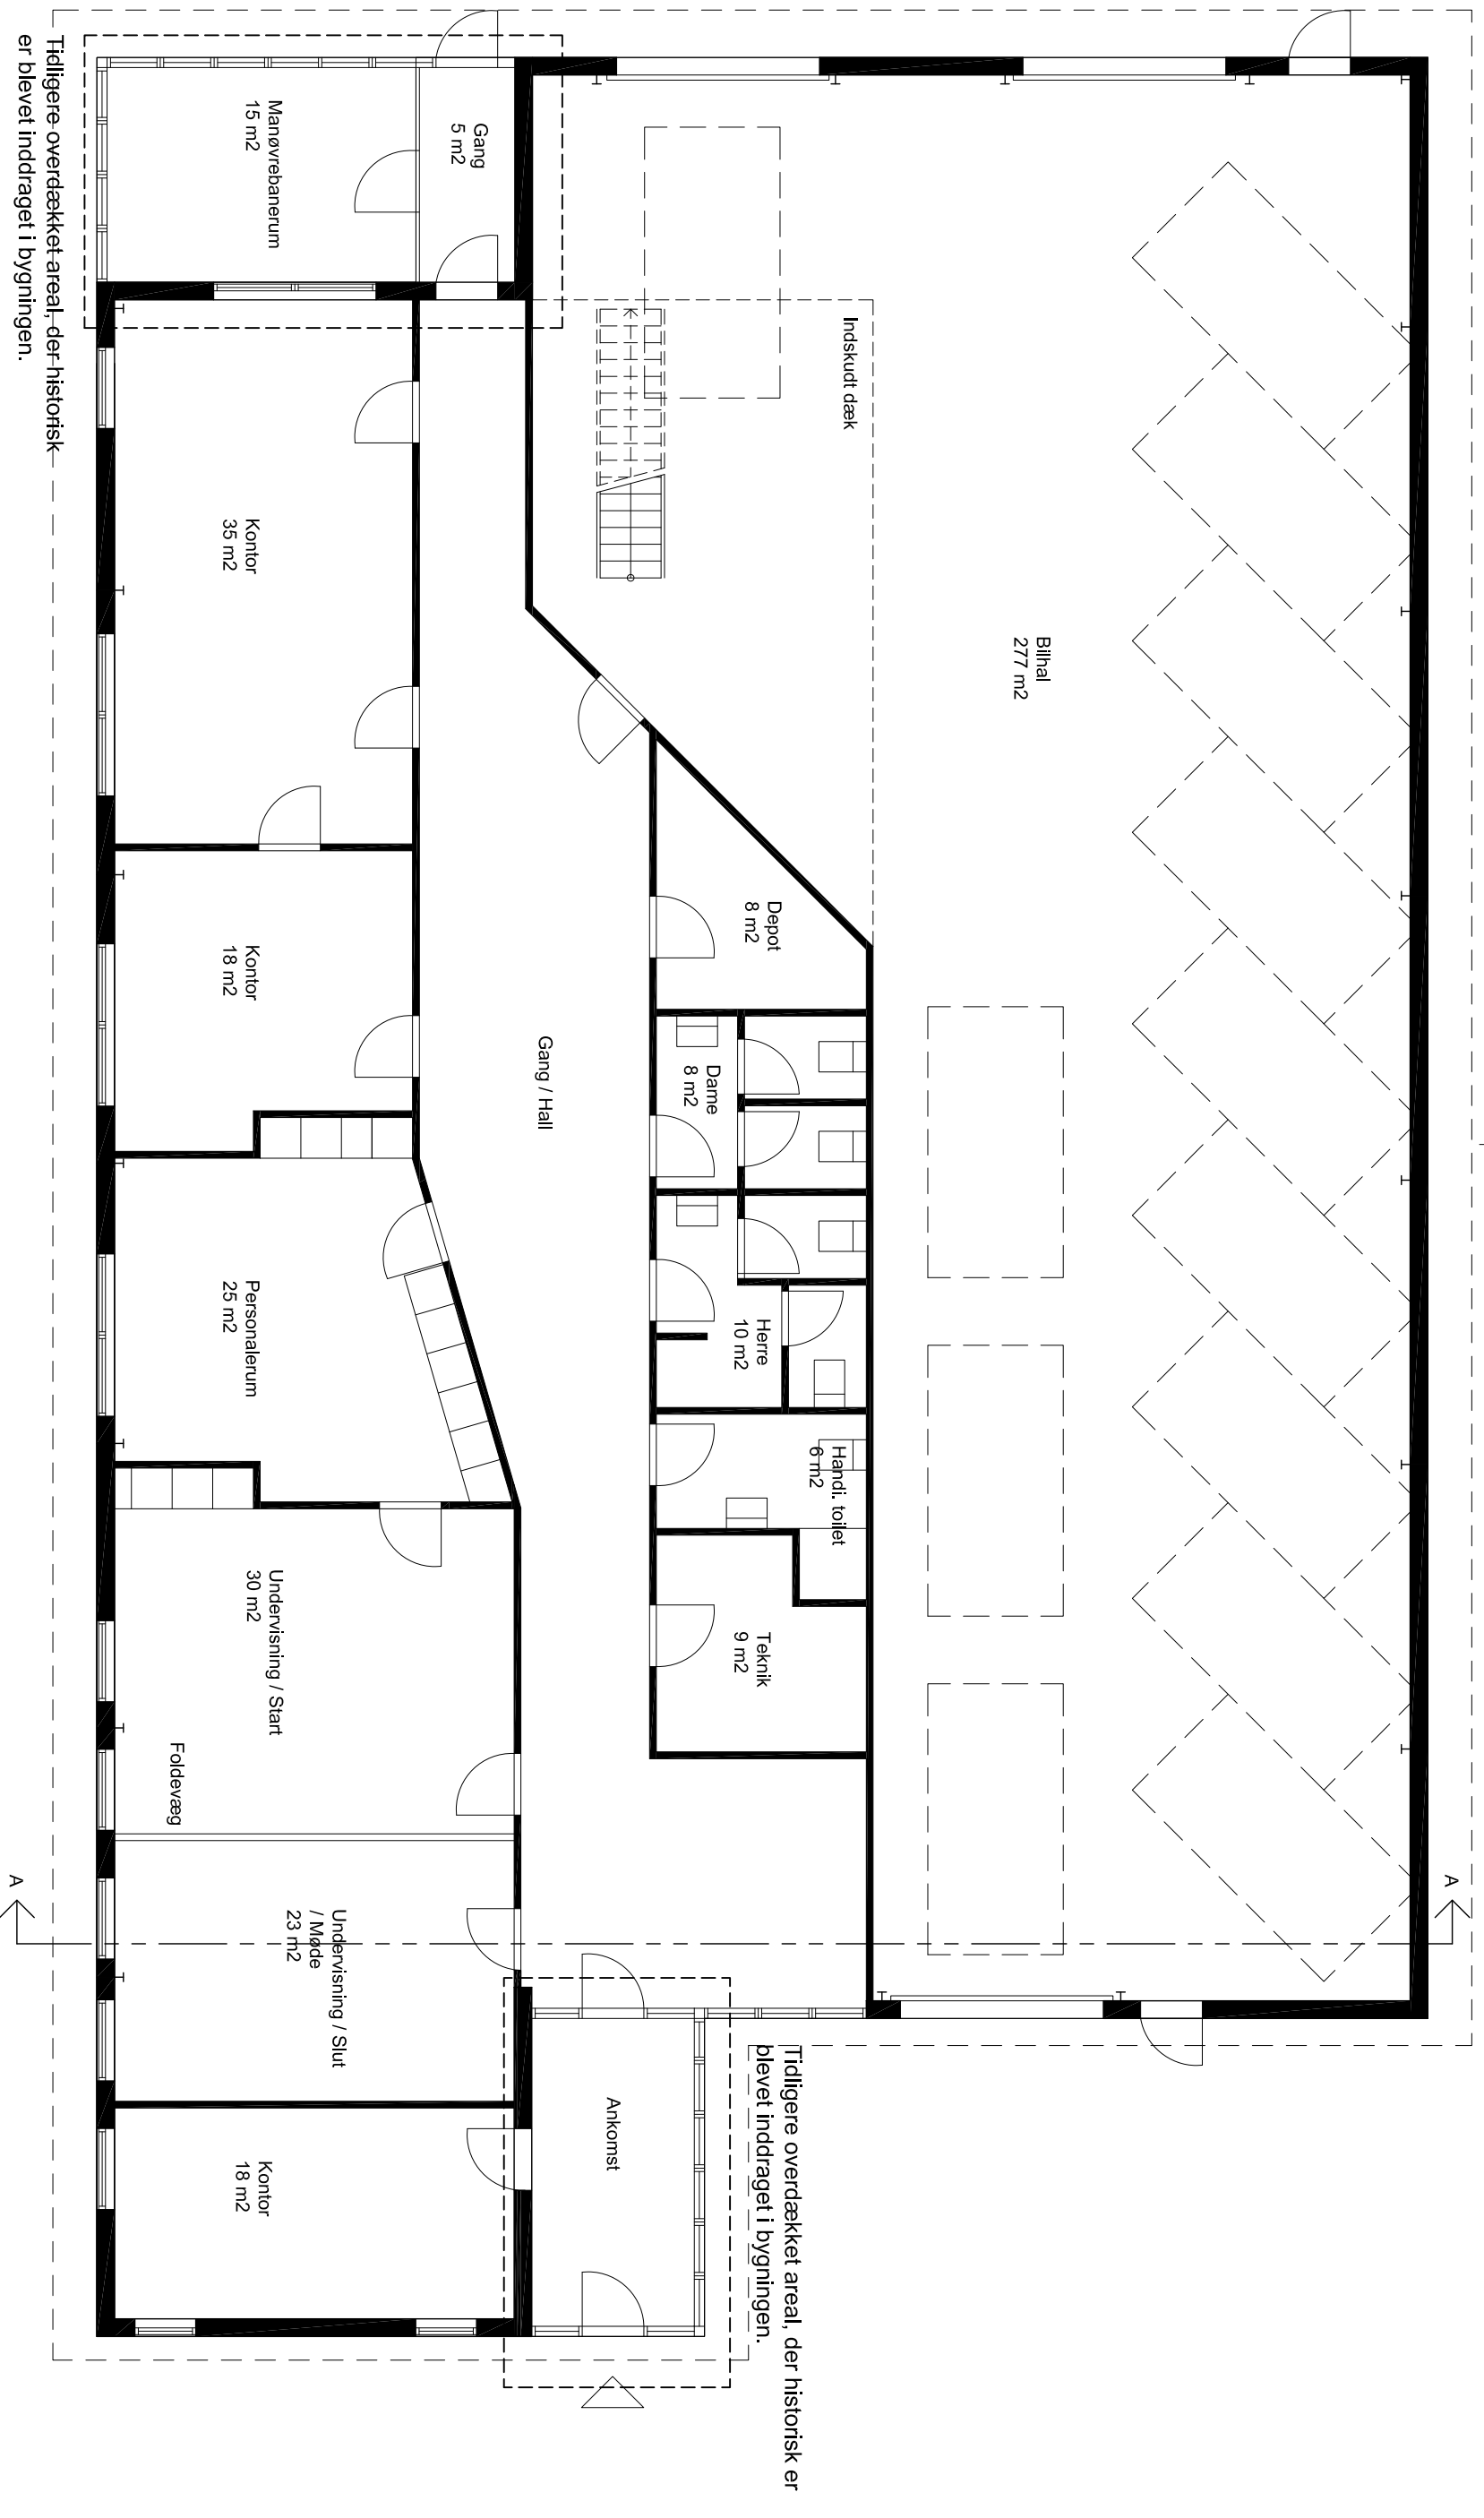 A
Bilhal
277 m2
Indskudt dæk
Depot
8 m2
Dame
8 m2
Herre
10 m2
Handi. toilet
6 m2
Teknik
9 m2
Tidligere overdækket areal, der historisk er
blevet inddraget i bygningen.
Gang / Hall
Ankomst
Gang
5 m2
Manøvrebanerum
15 m2
Kontor
35 m2
Kontor
18 m2
Personalerum
25 m2
Undervisning / Start
30 m2
Foldevæg
Undervisning / Slut
/ Møde
23 m2
Kontor
18 m2
Tidligere overdækket areal, der historisk
er blevet inddraget i bygningen.
A